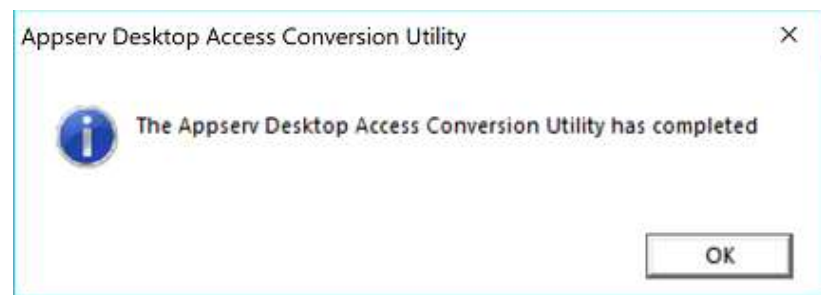 Appserv Desktop Access Conversion Utility
The Appserv Desktop Access Conversion Utility has completed
OK